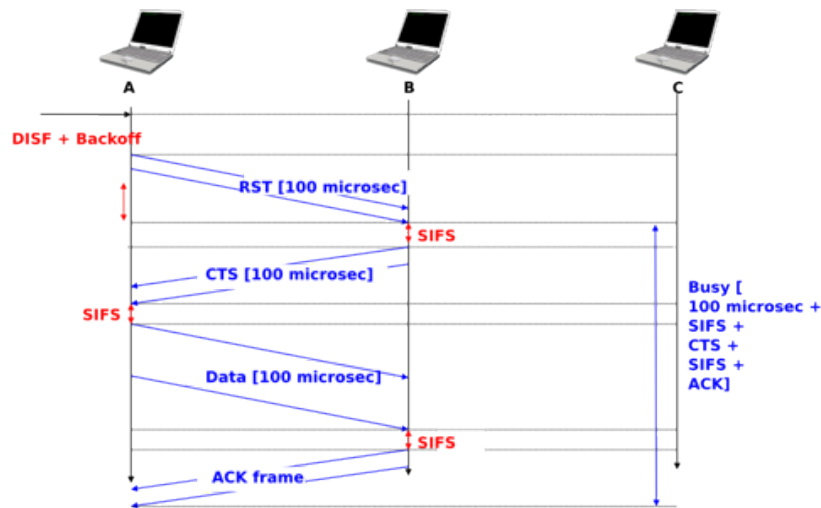 A
B
C
DISF + Backoff
RST [100 microsec]
SIFS
CTS [100 microsec]
SIFS
Busy [
100 microsec +
SIFS +
CTS +
SIFS +
ACK]
Data [100 microsec]
SIFS
ACK frame